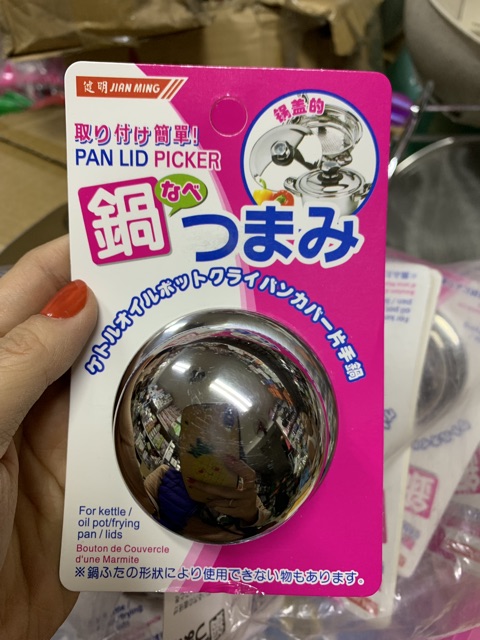 健明 JIAN MING
取り付け簡單!
PAN LID PICKER
锅盖的
鍋
なべ
つまみ
ケトルオイルポットクライパンカバー片手鍋
For kettle /
oil pot/frying
pan / lids
Bouton de Couvercle
d'une Marmite
※鍋ふたの形狀により使用できない物もあります。